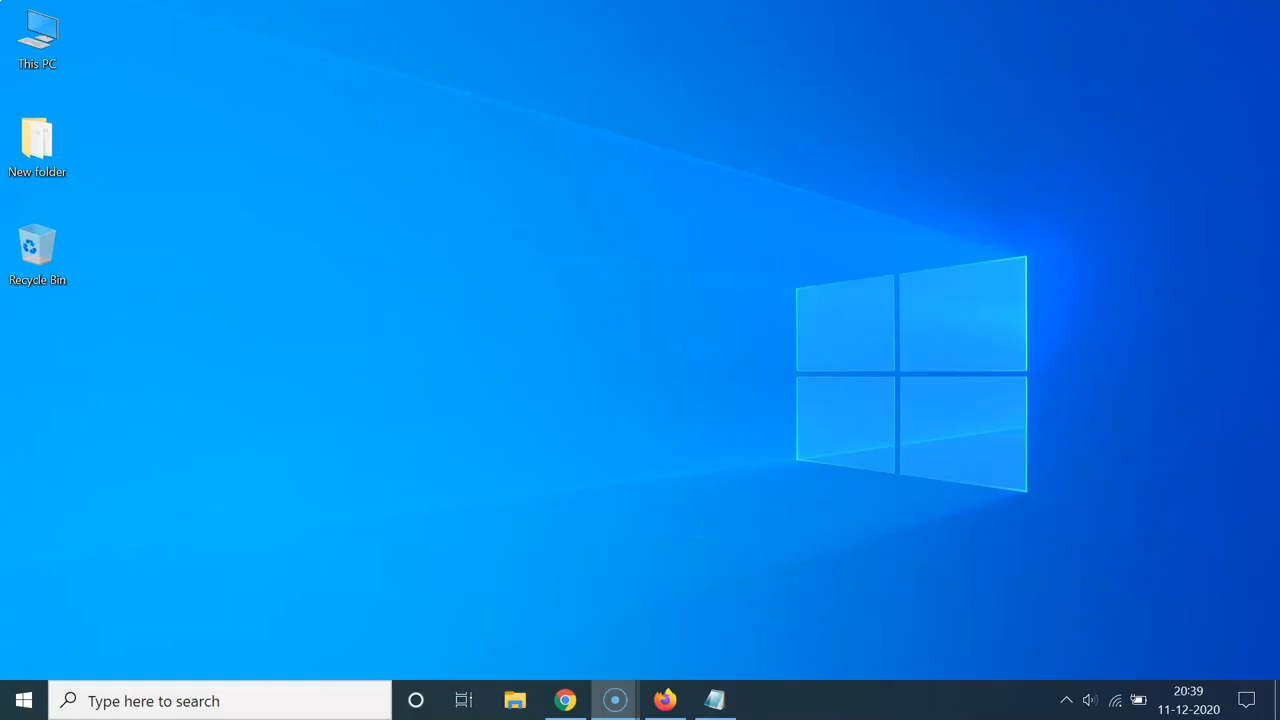 This PC
New folder
Recycle Bin
Type here to search
20:39
11-12-2020